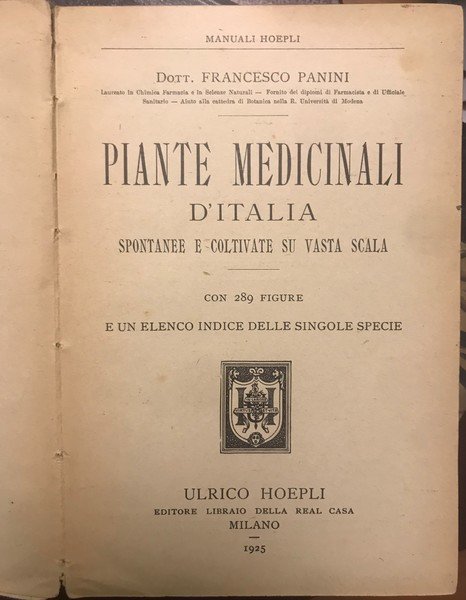 MANUALI HOEPLI
DOTT. FRANCESCO PANINI
Laureato in Chimica Farmacia e in Scienze Naturali — Fornito dei diplomi di Farmacista e di Ufficiale
Sanitario — Aiuto alla cattedra di Botanica nella R. Università di Modena
PIANTE MEDICINALI
D'ITALIA
SPONTANEE E COLTIVATE SU VASTA SCALA
CON 289 FIGURE
E UN ELENCO INDICE DELLE SINGOLE SPECIE
ULRICO HOEPLI
EDITORE LIBRAIO DELLA REAL CASA
MILANO
1925